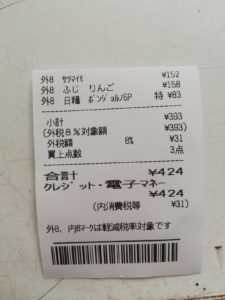 外8 サツマイモ ¥152
外8 ふじ りんご ¥158
外8 日糧 ボンジョルノ6P 特 ¥83
小計 ¥393
(外税8%対象額 ¥393)
外税額 8% ¥31
買上点数 3点
合計 ¥424
クレジット・電子マネー
¥424
(内消費税等 ¥31)
外8、内8マークは軽減税率対象です